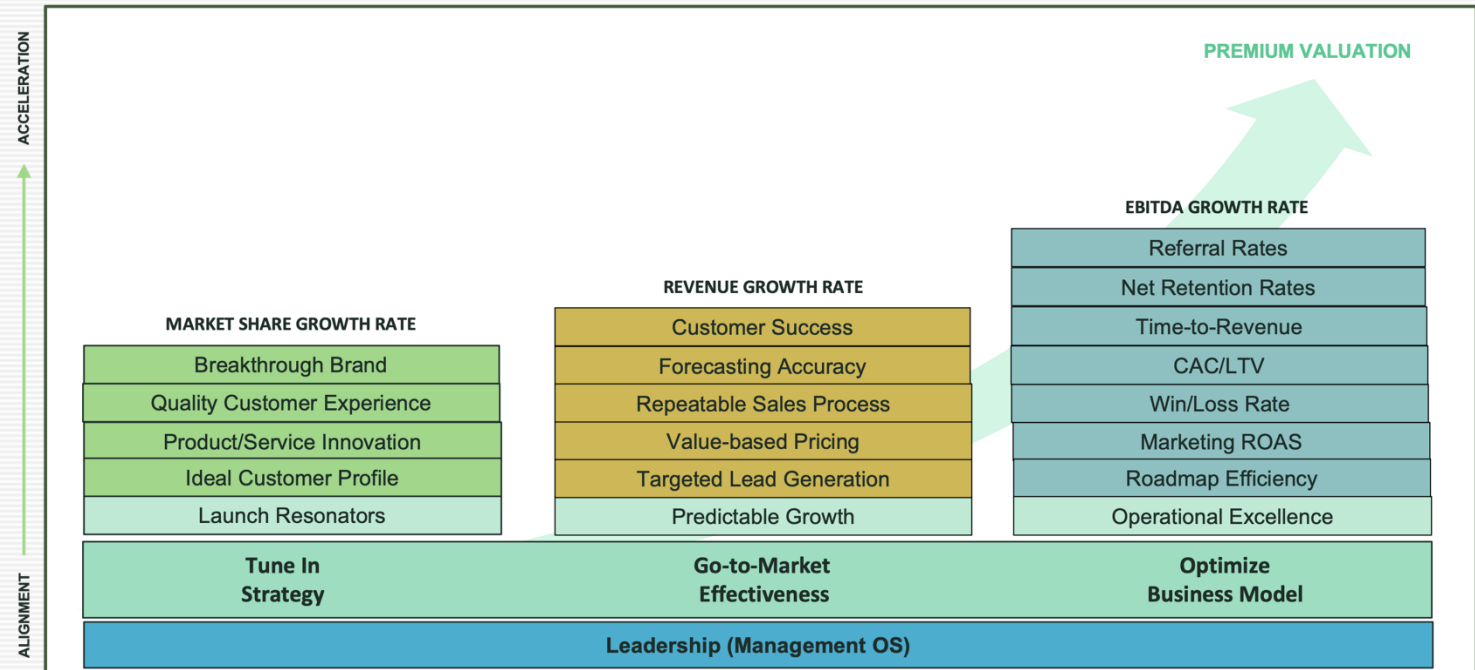 ACCELERATION
ALIGNMENT
PREMIUM VALUATION
MARKET SHARE GROWTH RATE
Breakthrough Brand
Quality Customer Experience
Product/Service Innovation
Ideal Customer Profile
Launch Resonators
Tune In
Strategy
REVENUE GROWTH RATE
Customer Success
Forecasting Accuracy
Repeatable Sales Process
Value-based Pricing
Targeted Lead Generation
Predictable Growth
Go-to-Market
Effectiveness
EBITDA GROWTH RATE
Referral Rates
Net Retention Rates
Time-to-Revenue
CAC/LTV
Win/Loss Rate
Marketing ROAS
Roadmap Efficiency
Operational Excellence
Optimize
Business Model
Leadership (Management OS)